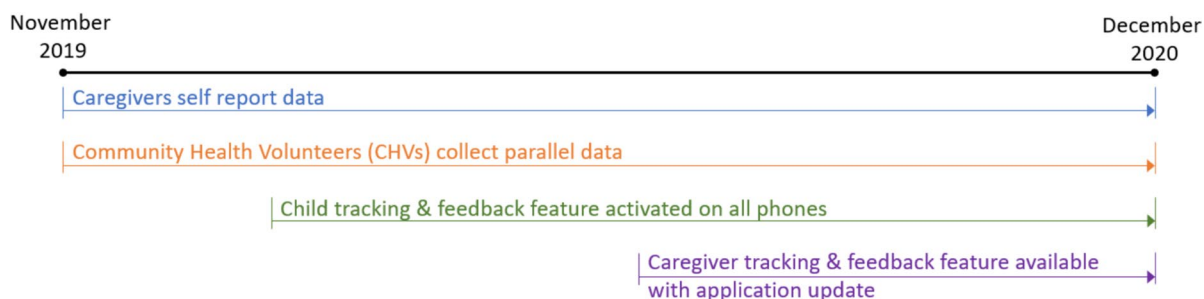 November
2019
December
2020
Caregivers self report data
Community Health Volunteers (CHVs) collect parallel data
Child tracking & feedback feature activated on all phones
Caregiver tracking & feedback feature available
with application update